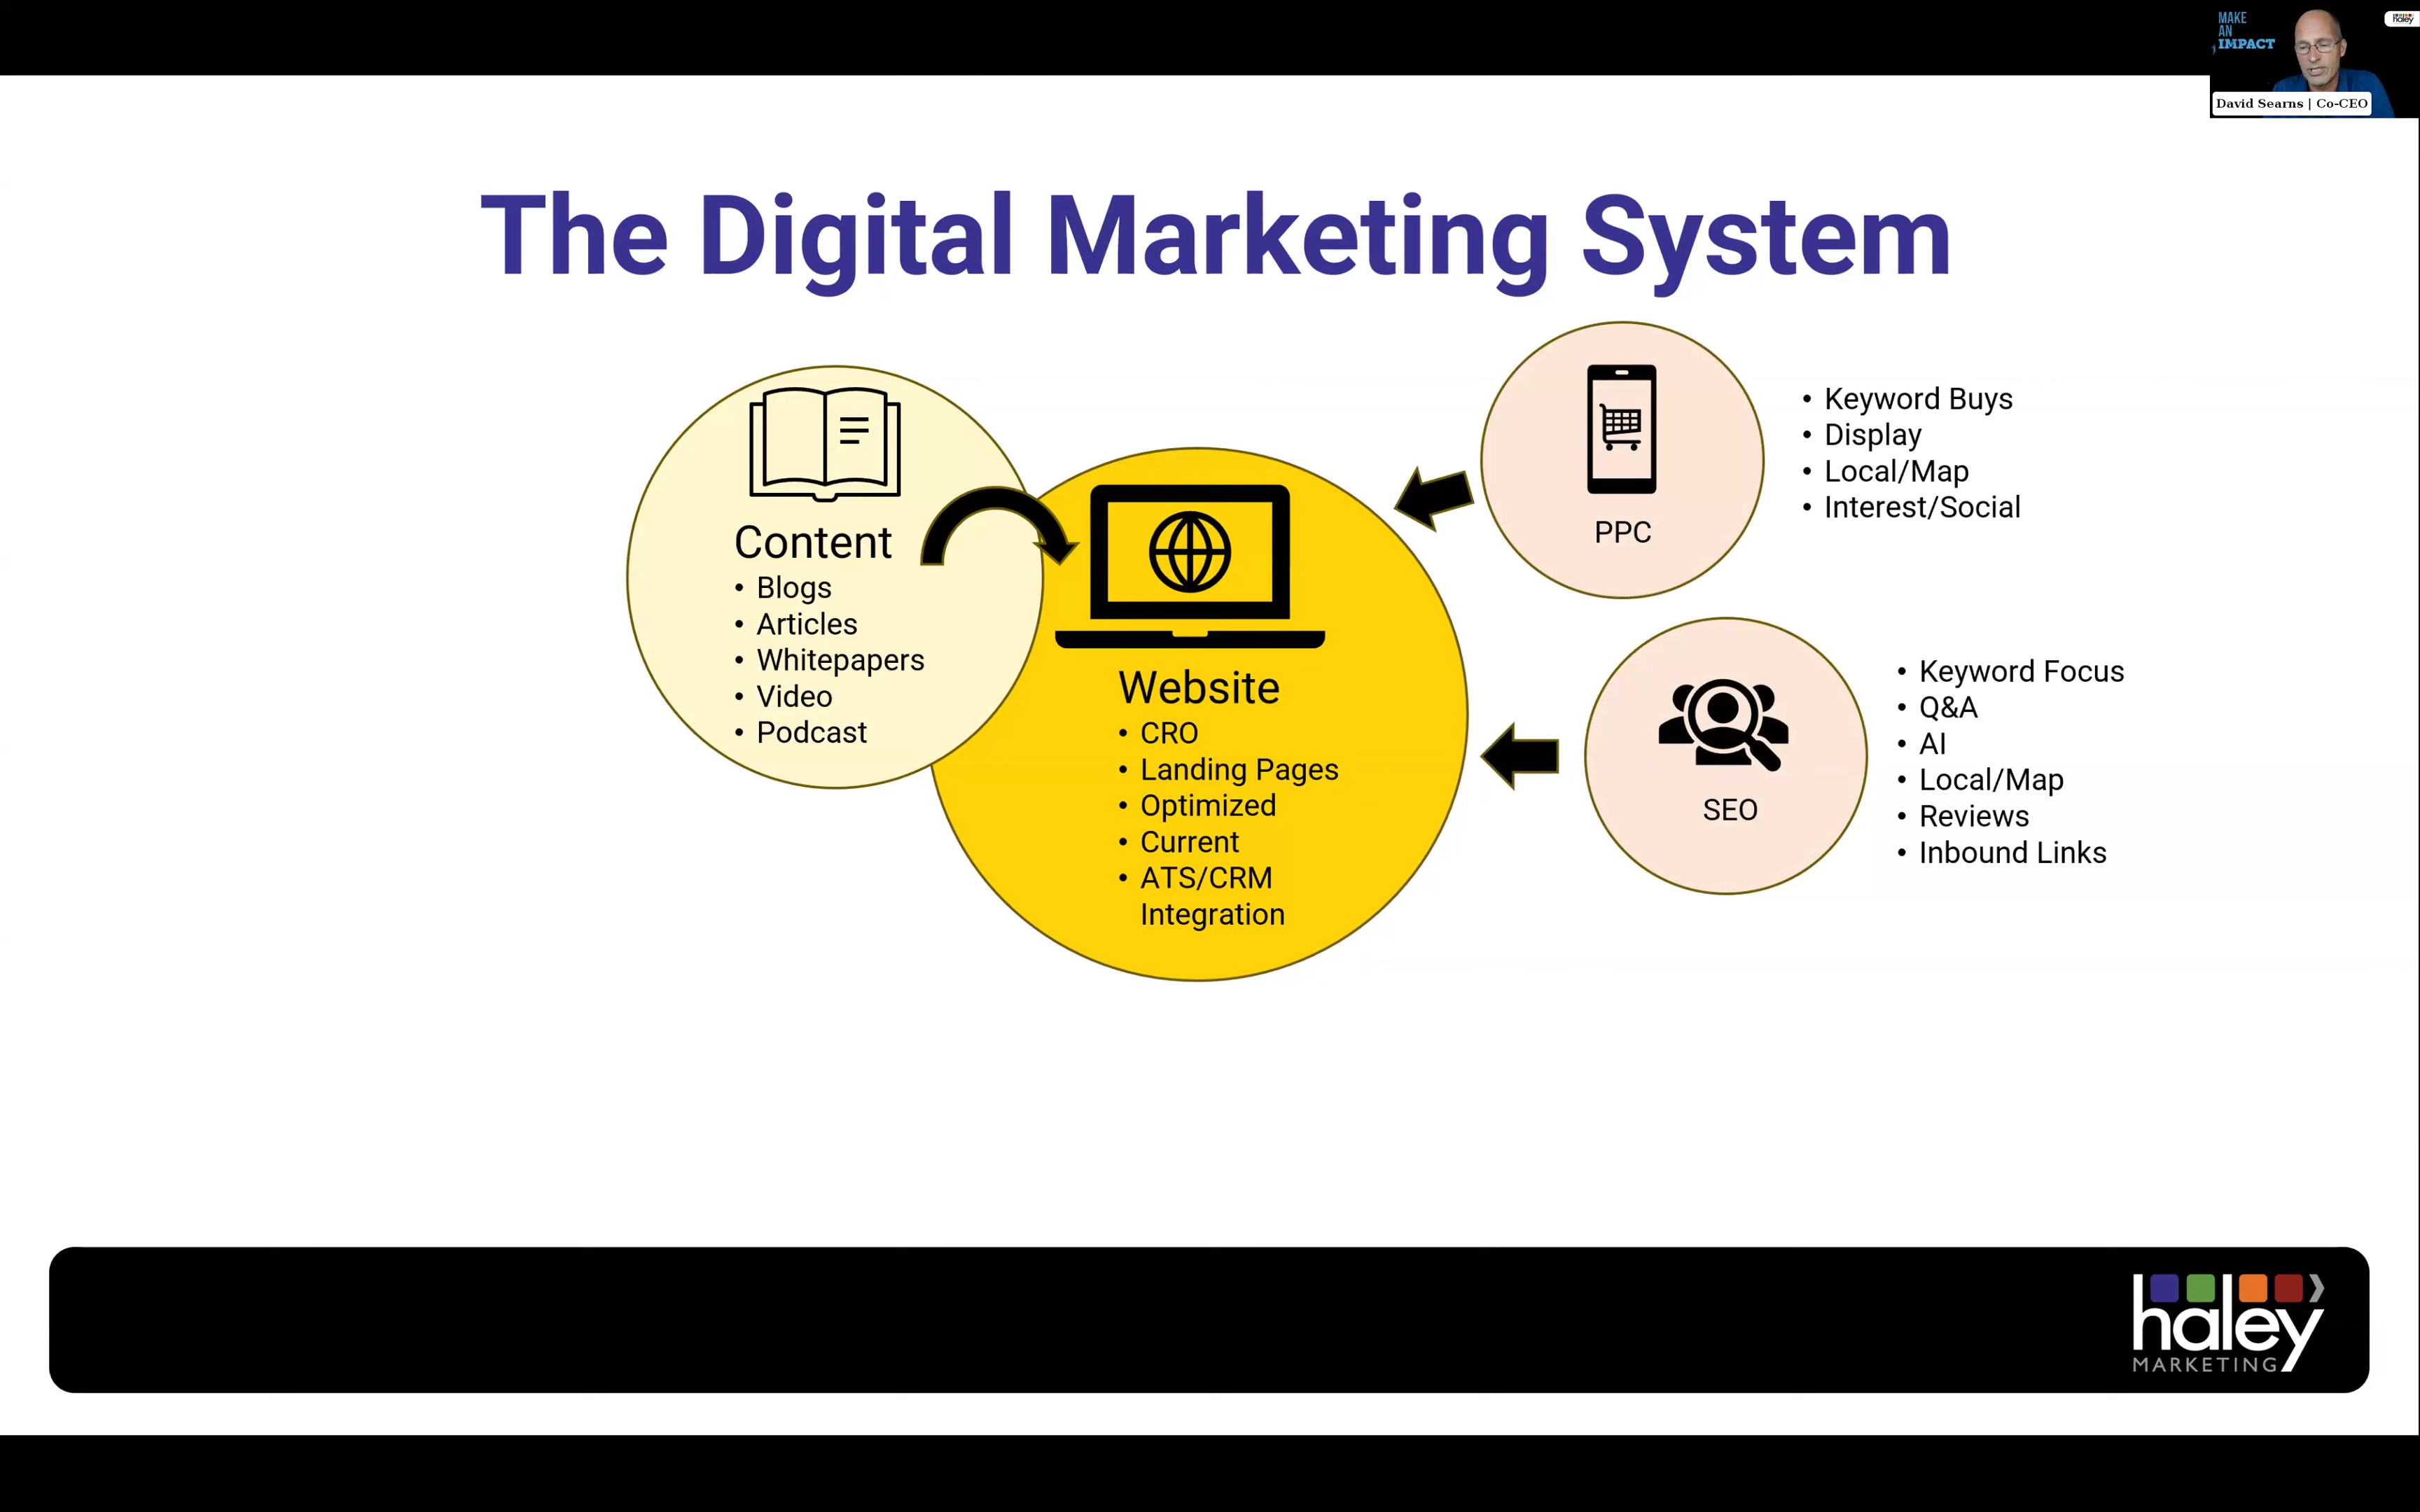 MAKE
AN
IMPACT
haley
David Searns | Co-CEO
The Digital Marketing System
Content
• Blogs
• Articles
• Whitepapers
• Video
• Podcast
Website
• CRO
• Landing Pages
• Optimized
• Current
• ATS/CRM
Integration
PPC
• Keyword Buys
• Display
• Local/Map
• Interest/Social
SEO
• Keyword Focus
• Q&A
• AI
• Local/Map
• Reviews
• Inbound Links
haley
MARKETING